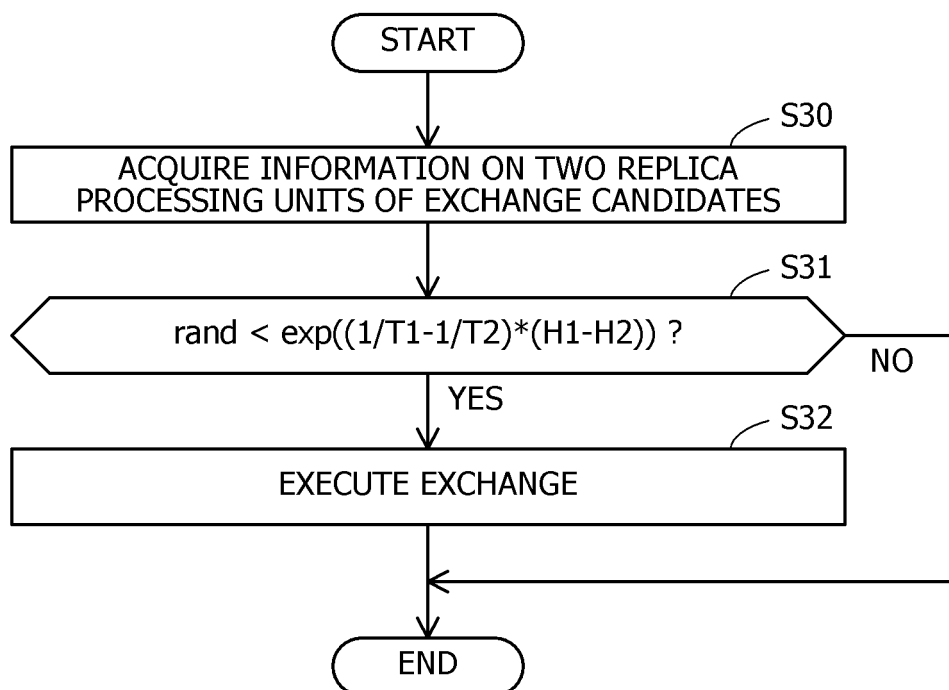 START
S30
ACQUIRE INFORMATION ON TWO REPLICA
PROCESSING UNITS OF EXCHANGE CANDIDATES
S31
rand < exp((1/T1-1/T2)*(H1-H2)) ?
NO
YES
S32
EXECUTE EXCHANGE
END